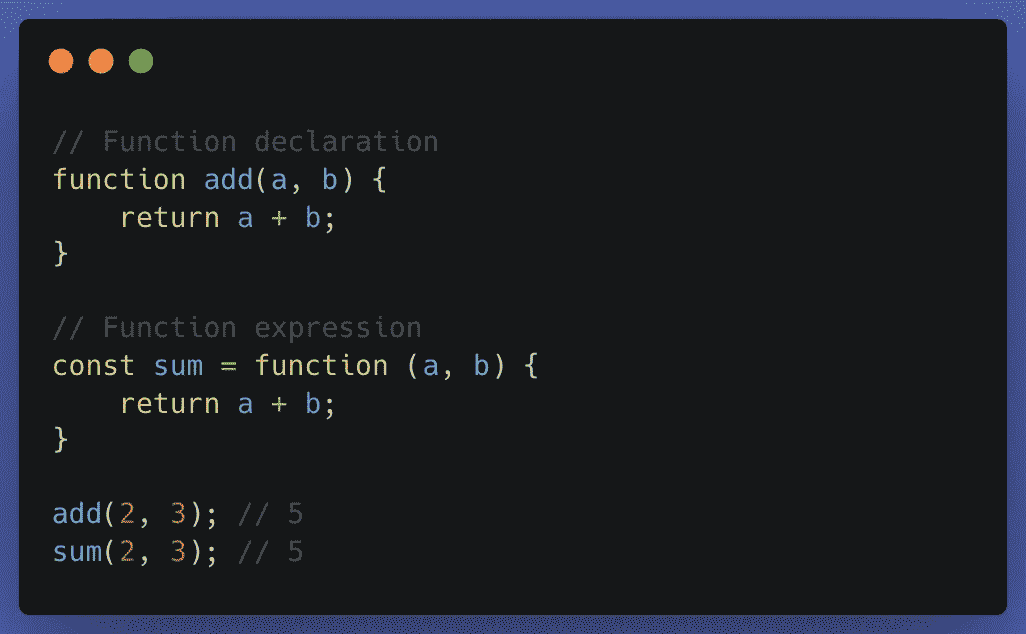 // Function declaration
function add(a, b) {
    return a + b;
}

// Function expression
const sum = function (a, b) {
    return a + b;
}

add(2, 3); // 5
sum(2, 3); // 5